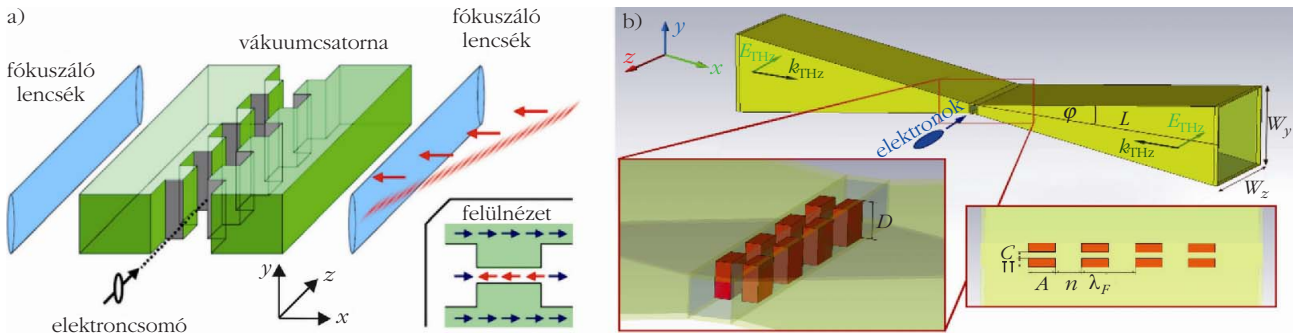 a)
fókuszáló
lencsék
vákuumcsatorna
fókuszáló
lencsék
felülnézet
y
z
x
elektroncsomó
b)
y
z
x
E_THz
k_THz
elektronok
φ
L
E_THz
k_THz
W_y
W_z
D
C
A
n
λ_F